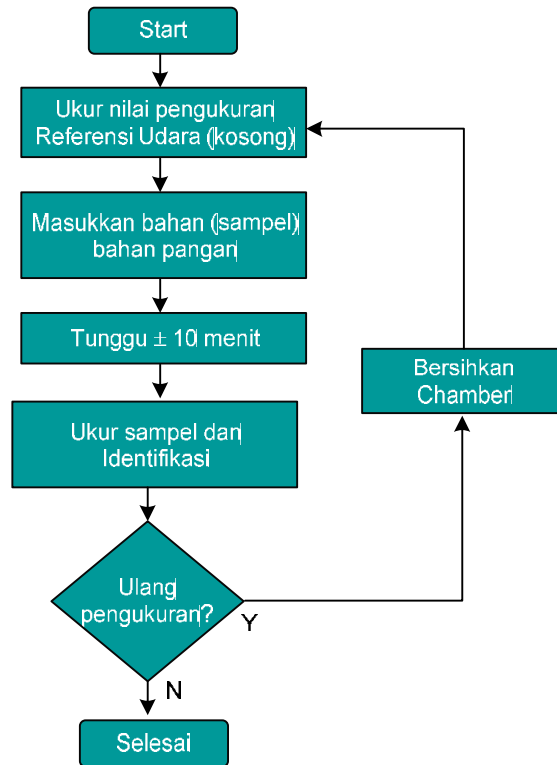 Start
Ukur nilai pengukuran
Referensi Udara (kosong)
Masukkan bahan (sampel)
bahan pangan
Tunggu ± 10 menit
Bersihkan
Chamber
Ukur sampel dan
Identifikasi
Ulang
pengukuran?
Y
N
Selesai